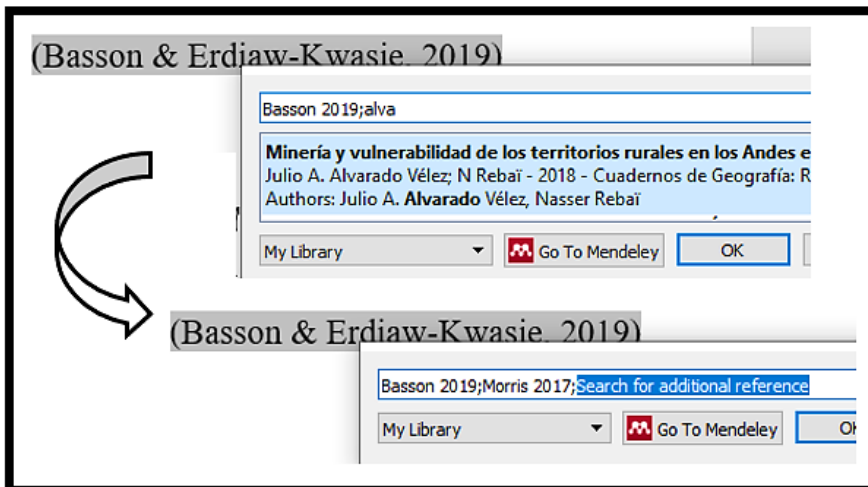 (Basson & Erdiaw-Kwasie, 2019)
Basson 2019;alva
Minería y vulnerabilidad de los territorios rurales en los Andes e
Julio A. Alvarado Vélez; N Rebaï - 2018 - Cuadernos de Geografía: R
Authors: Julio A. Alvarado Vélez, Nasser Rebaï
My Library Go To Mendeley OK
(Basson & Erdiaw-Kwasie, 2019)
Basson 2019;Morris 2017;Search for additional reference
My Library Go To Mendeley O